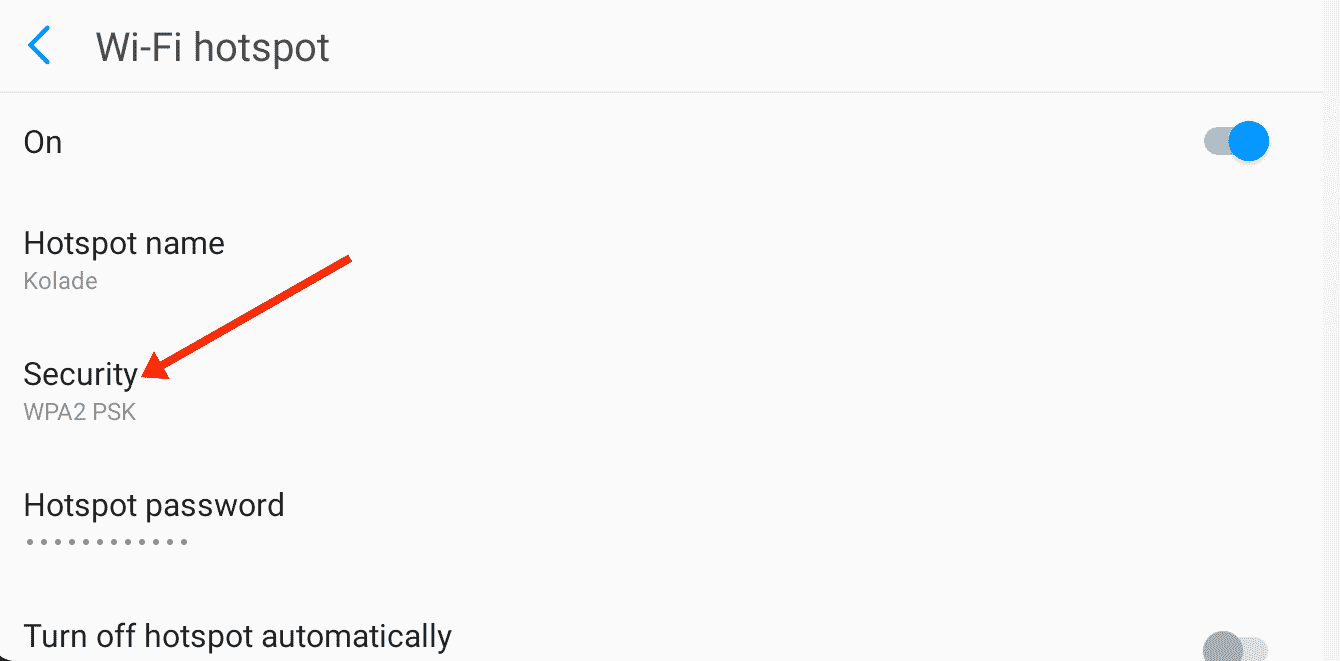 Wi-Fi hotspot
On
Hotspot name
Kolade
Security
WPA2 PSK
Hotspot password
••••••••••••
Turn off hotspot automatically